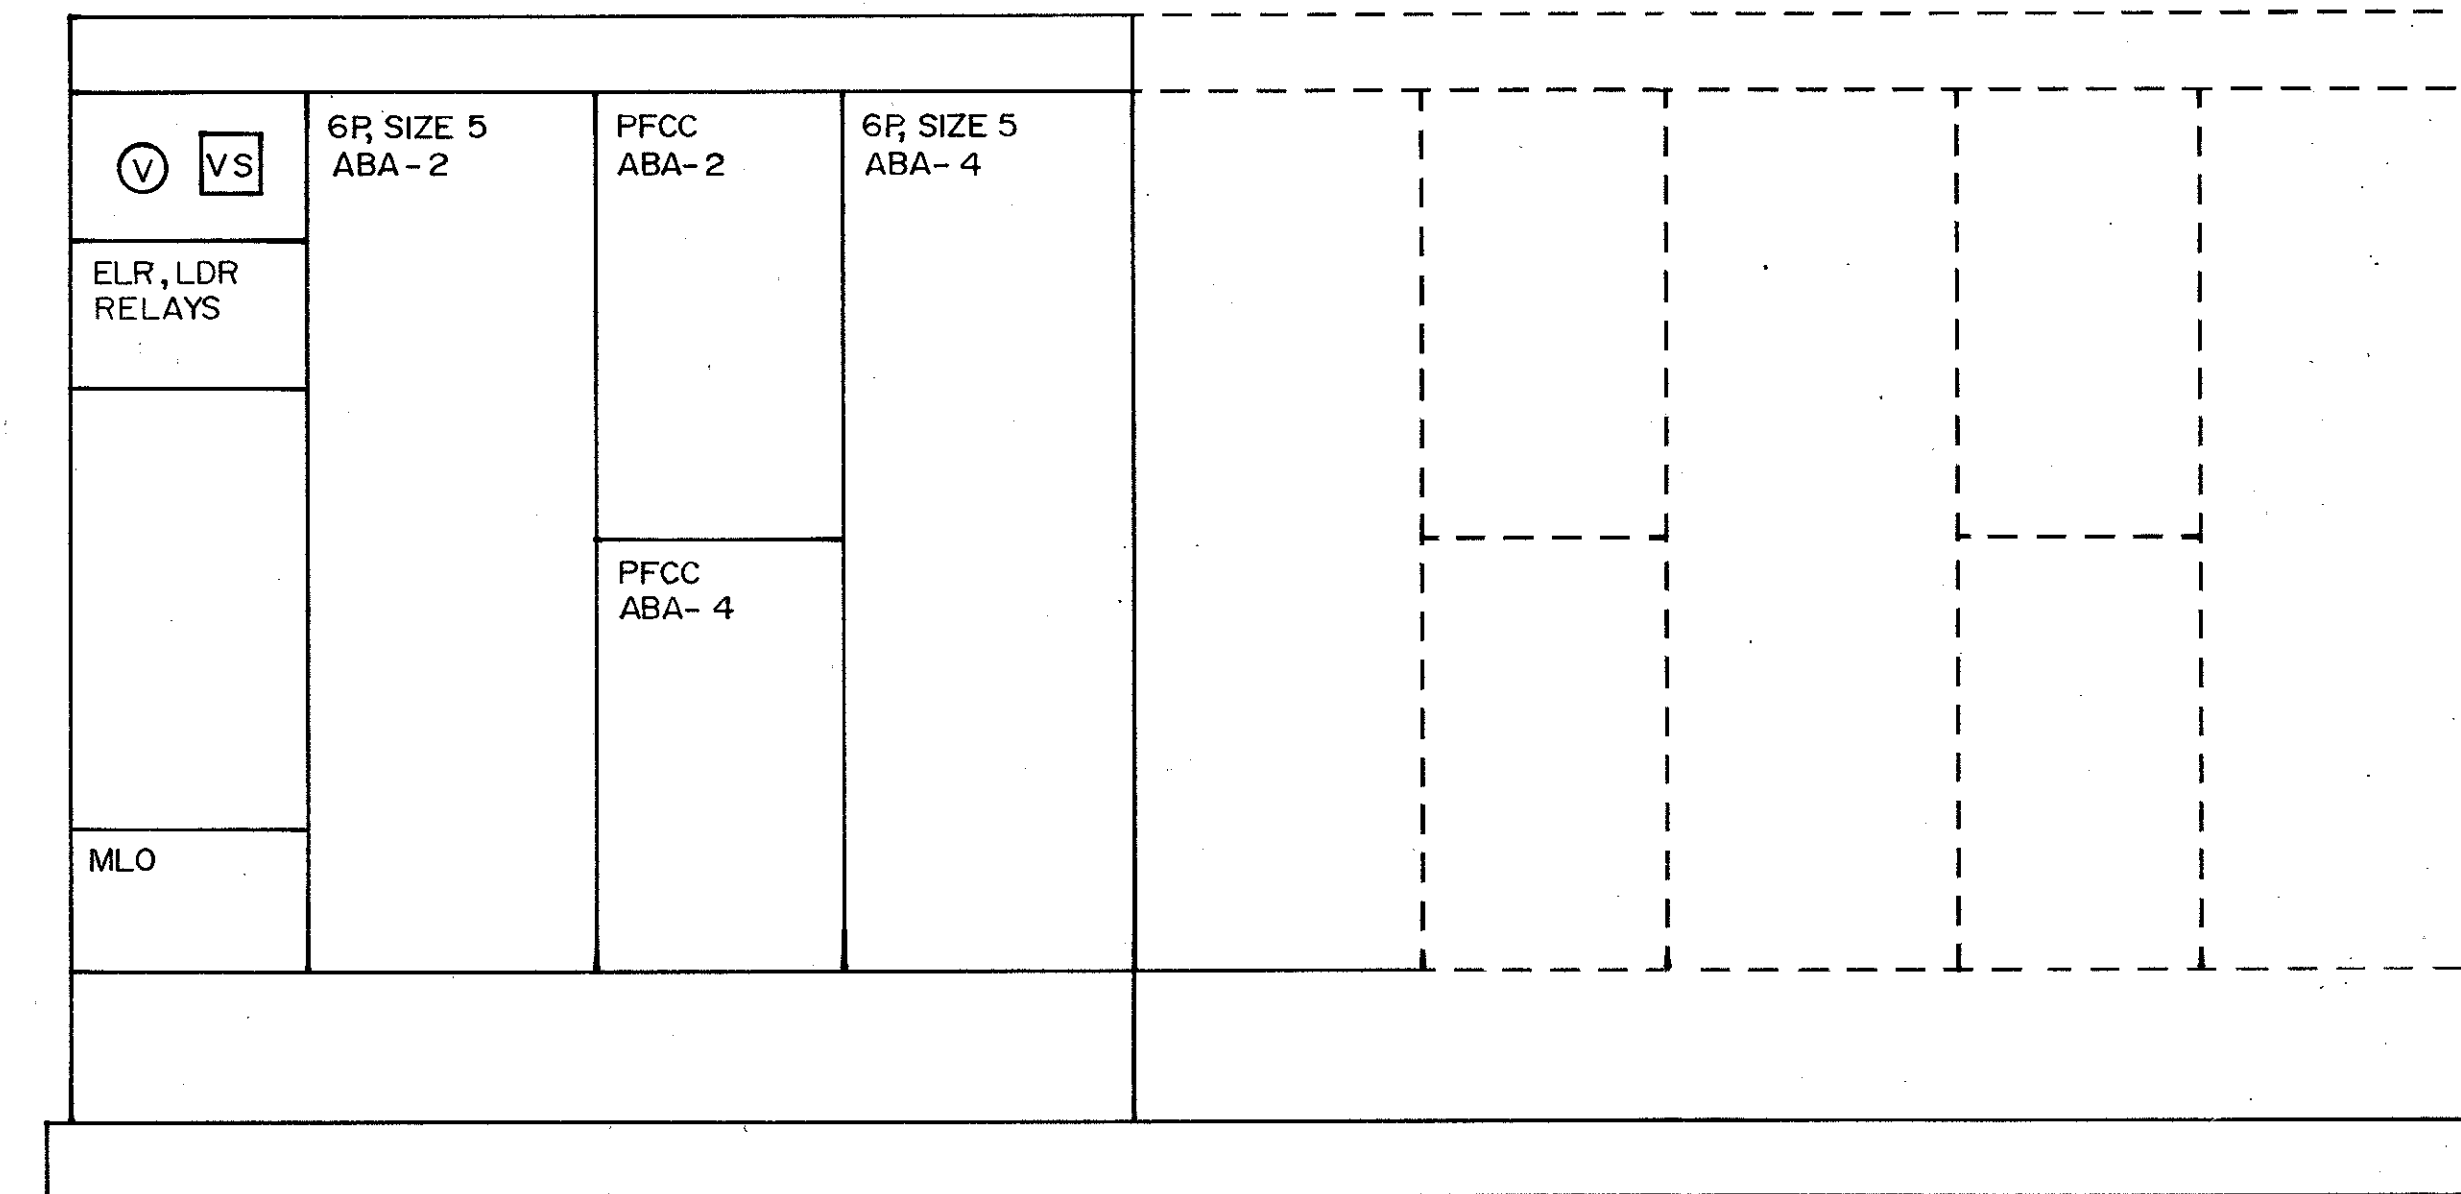 V VS
ELR, LDR
RELAYS
MLO
6P, SIZE 5
ABA-2
PFCC
ABA-2
PFCC
ABA-4
6P, SIZE 5
ABA-4